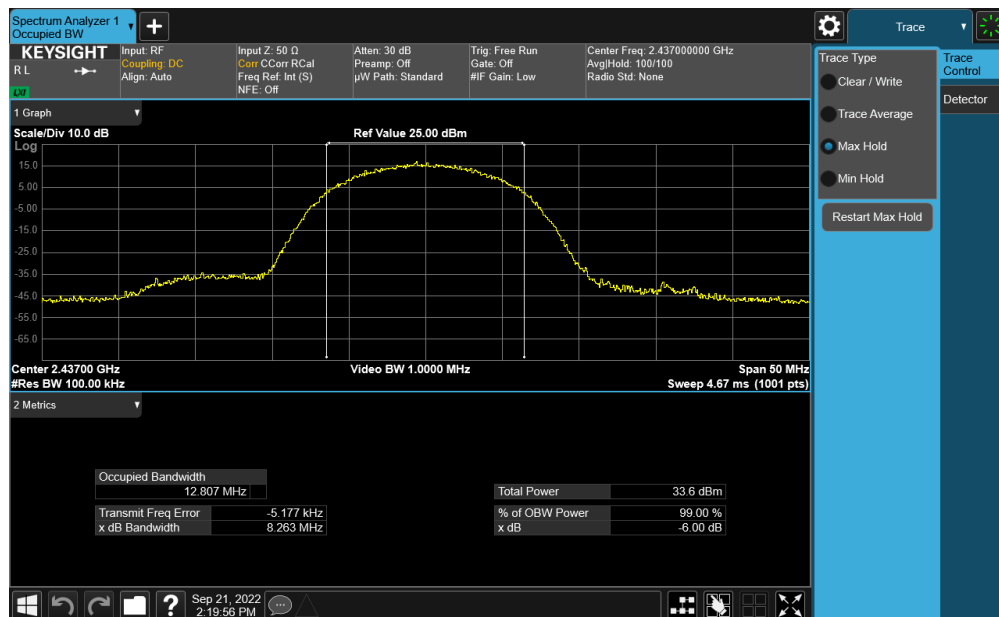 Spectrum Analyzer 1
Occupied BW
Trace
KEYSIGHT
R L
LXI
Input: RF
Coupling: DC
Align: Auto
Input Z: 50 Ω
Corr CCorr RCal
Freq Ref: Int (S)
NFE: Off
Atten: 30 dB
Preamp: Off
µW Path: Standard
Trig: Free Run
Gate: Off
#IF Gain: Low
Center Freq: 2.437000000 GHz
Avg|Hold: 100/100
Radio Std: None
Trace Type
Clear / Write
Trace Average
Max Hold
Min Hold
Restart Max Hold
Trace
Control
Detector
1 Graph
Scale/Div 10.0 dB
Ref Value 25.00 dBm
Log
15.0
5.00
-5.00
-15.0
-25.0
-35.0
-45.0
-55.0
-65.0
Center 2.43700 GHz
Video BW 1.0000 MHz
Span 50 MHz
#Res BW 100.00 kHz
Sweep 4.67 ms (1001 pts)
2 Metrics
Occupied Bandwidth
12.807 MHz
Total Power 33.6 dBm
Transmit Freq Error -5.177 kHz
% of OBW Power 99.00 %
x dB Bandwidth 8.263 MHz
x dB -6.00 dB
?
Sep 21, 2022
2:19:56 PM